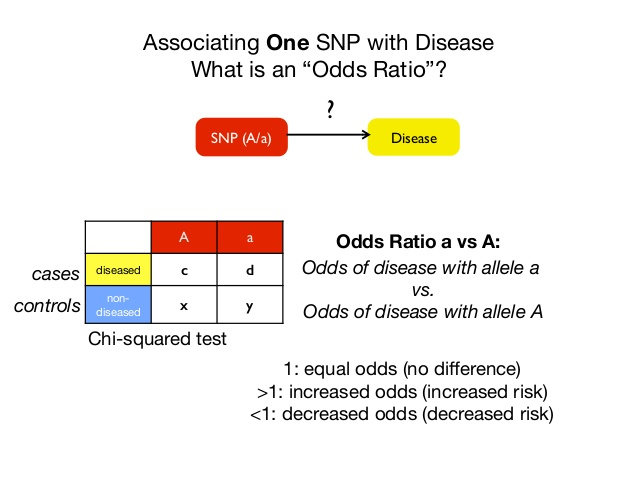 Associating One SNP with Disease
What is an “Odds Ratio”?
?
SNP (A/a)
Disease
A
a
cases
diseased
c
d
controls
non-
diseased
x
y
Chi-squared test
Odds Ratio a vs A:
Odds of disease with allele a
vs.
Odds of disease with allele A
1: equal odds (no difference)
>1: increased odds (increased risk)
<1: decreased odds (decreased risk)